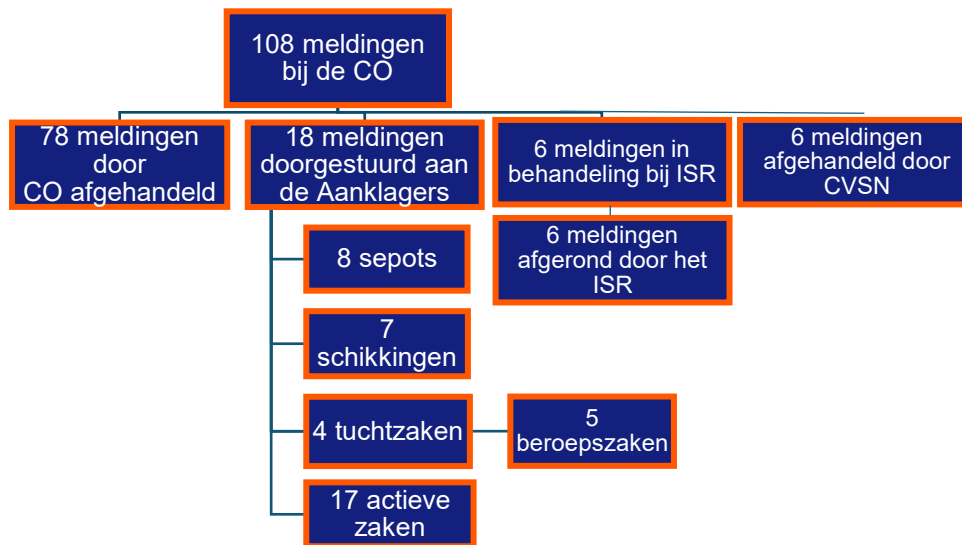 108 meldingen
bij de CO
78 meldingen
door
CO afgehandeld
18 meldingen
doorgestuurd aan
de Aanklagers
6 meldingen in
behandeling bij ISR
6 meldingen
afgehandeld door
CVSN
6 meldingen
afgerond door het
ISR
8 sepots
7
schikkingen
4 tuchtzaken
5
beroepszaken
17 actieve
zaken